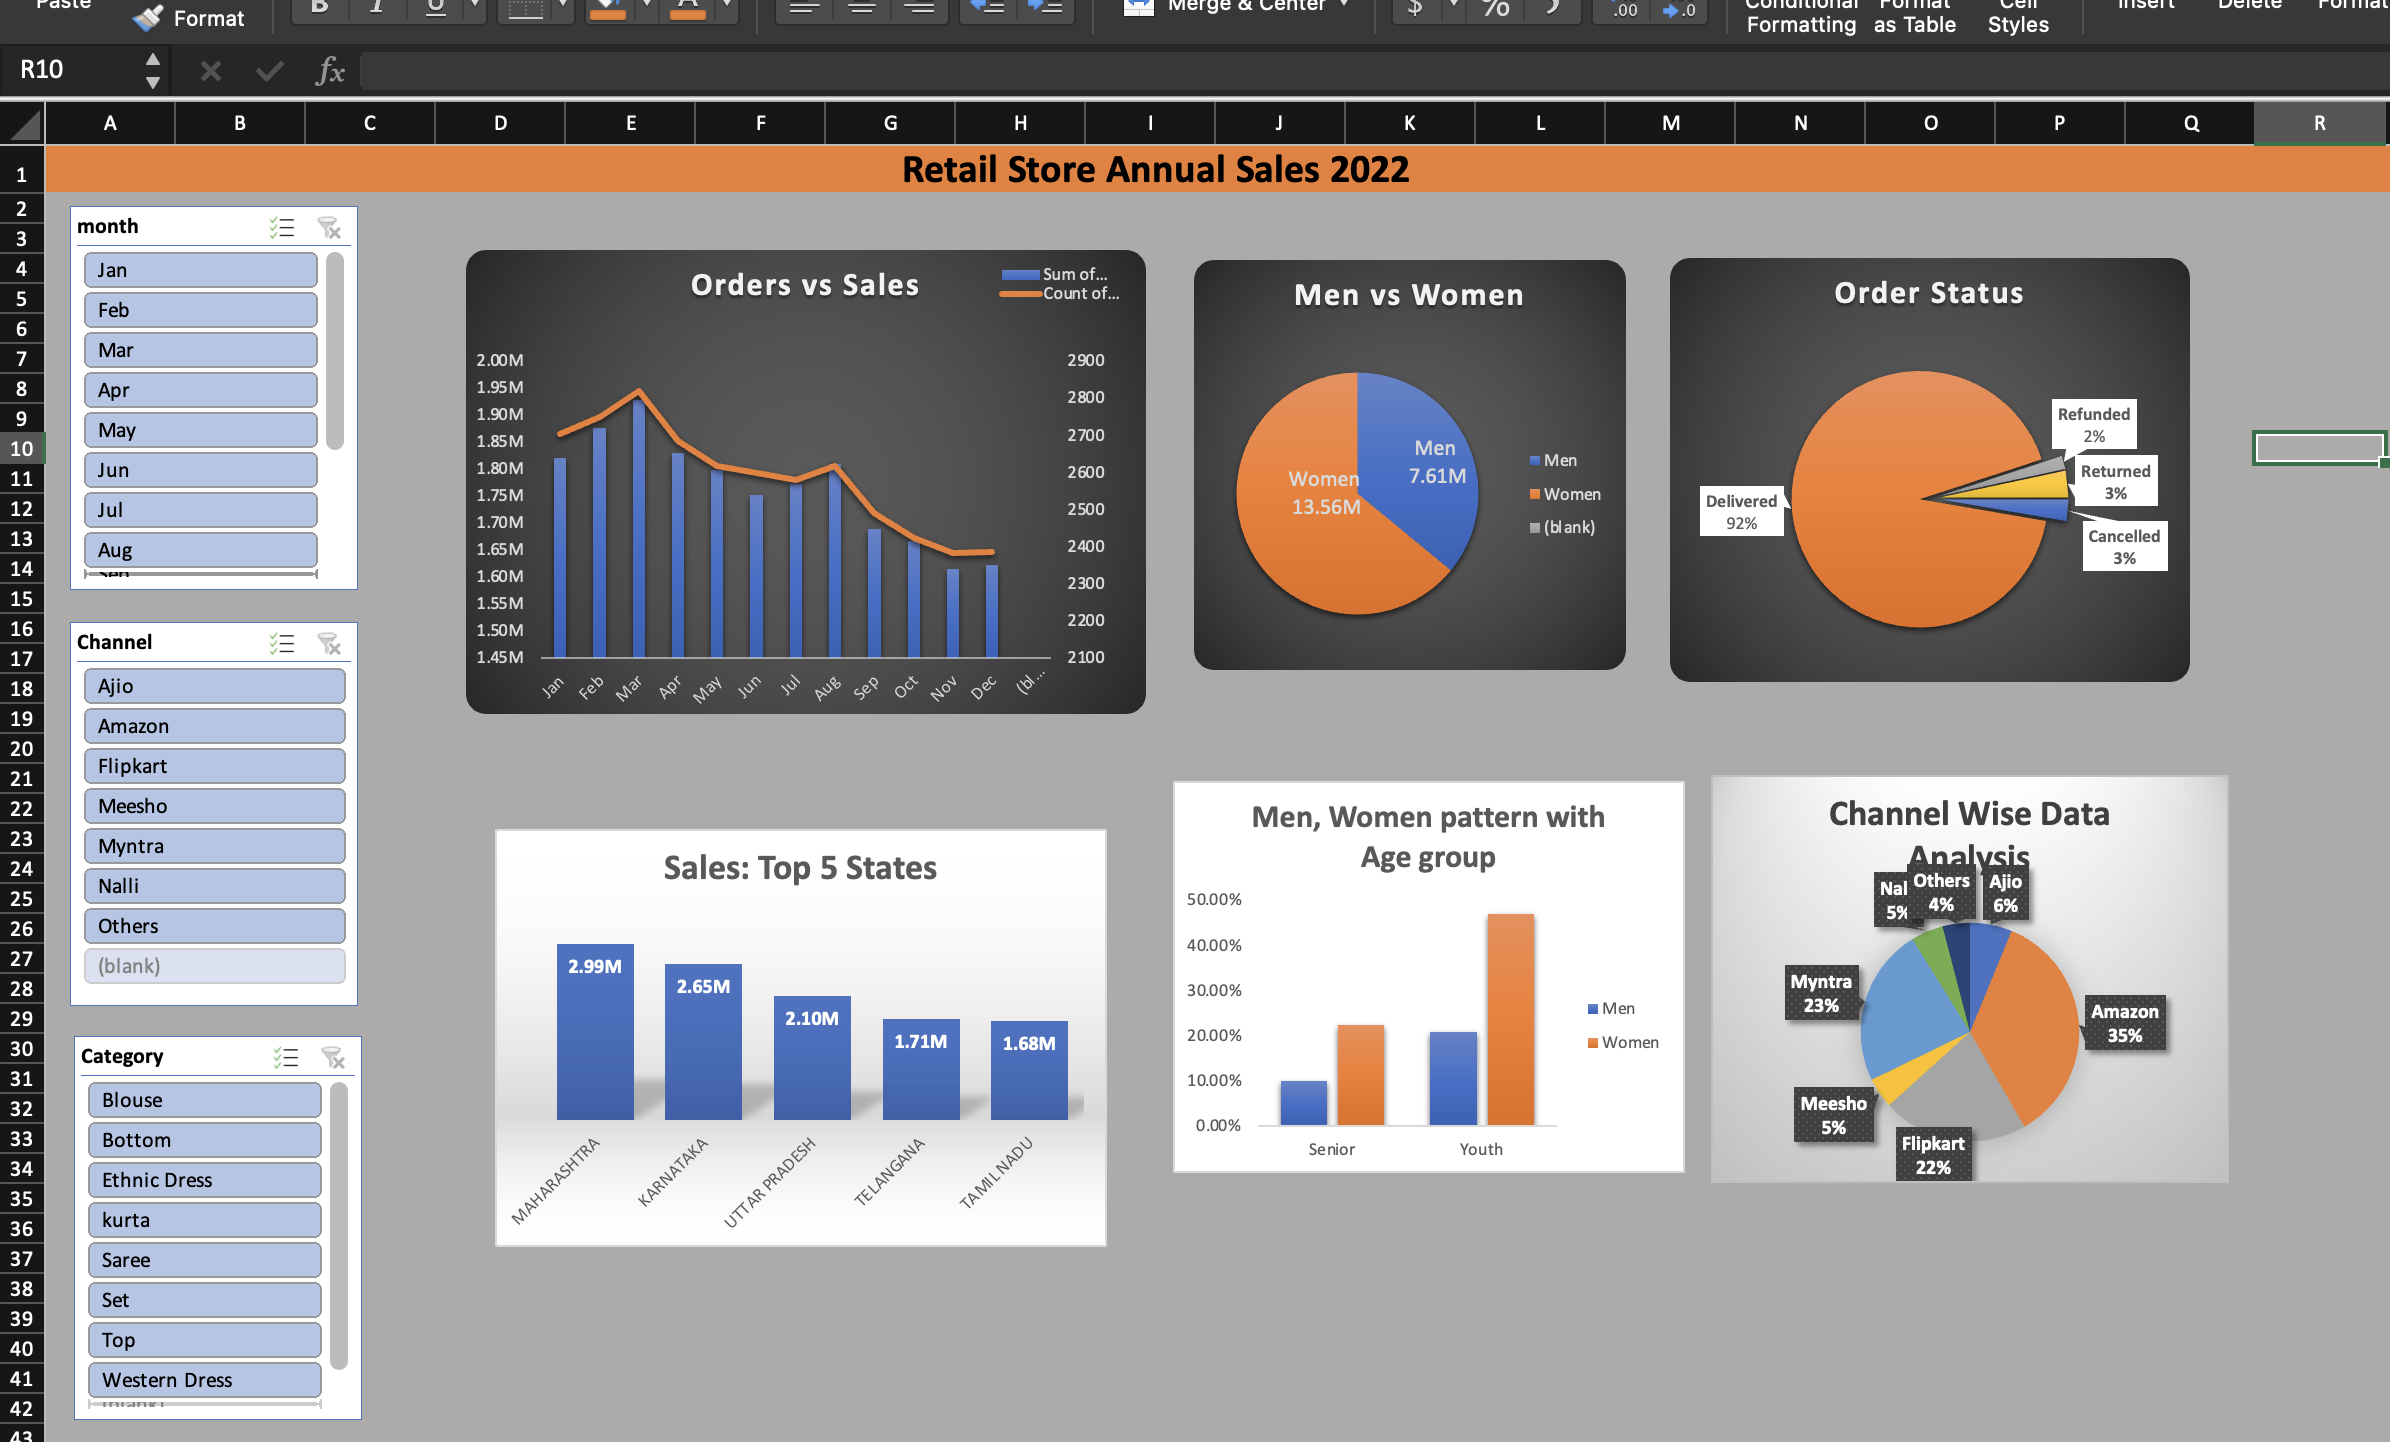 Paste
Format
B I U
Merge & Center
$ % .00 .0
Conditional Formatting
Format as Table
Cell Styles
Insert
Delete
Format
R10
fx
A B C D E F G H I J K L M N O P Q R
1
2
3
4
5
6
7
8
9
10
11
12
13
14
15
16
17
18
19
20
21
22
23
24
25
26
27
28
29
30
31
32
33
34
35
36
37
38
39
40
41
42
43
Retail Store Annual Sales 2022
month
Jan
Feb
Mar
Apr
May
Jun
Jul
Aug
Sep
Channel
Ajio
Amazon
Flipkart
Meesho
Myntra
Nalli
Others
(blank)
Category
Blouse
Bottom
Ethnic Dress
kurta
Saree
Set
Top
Western Dress
(blank)
Orders vs Sales
Sum of...
Count of...
2.00M
1.95M
1.90M
1.85M
1.80M
1.75M
1.70M
1.65M
1.60M
1.55M
1.50M
1.45M
2900
2800
2700
2600
2500
2400
2300
2200
2100
Jan Feb Mar Apr May Jun Jul Aug Sep Oct Nov Dec (bl...
Men vs Women
Men
7.61M
Women
13.56M
Men
Women
(blank)
Order Status
Refunded
2%
Returned
3%
Delivered
92%
Cancelled
3%
Sales: Top 5 States
2.99M
2.65M
2.10M
1.71M
1.68M
MAHARASHTRA
KARNATAKA
UTTAR PRADESH
TELANGANA
TAMIL NADU
Men, Women pattern with
Age group
50.00%
40.00%
30.00%
20.00%
10.00%
0.00%
Senior
Youth
Men
Women
Channel Wise Data
Analysis
Nal
5%
Others
4%
Ajio
6%
Myntra
23%
Amazon
35%
Meesho
5%
Flipkart
22%